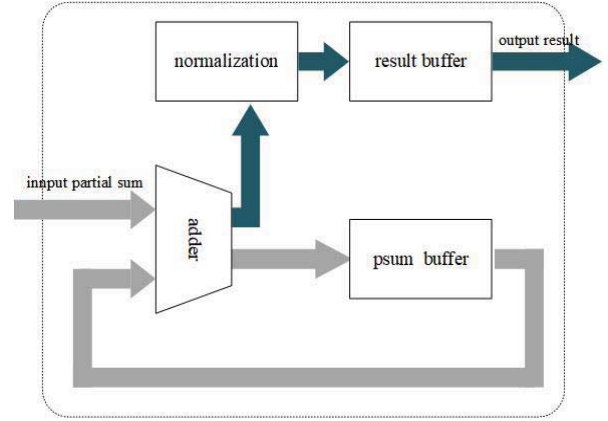 output result
normalization
result buffer
innput partial sum
adder
psum buffer